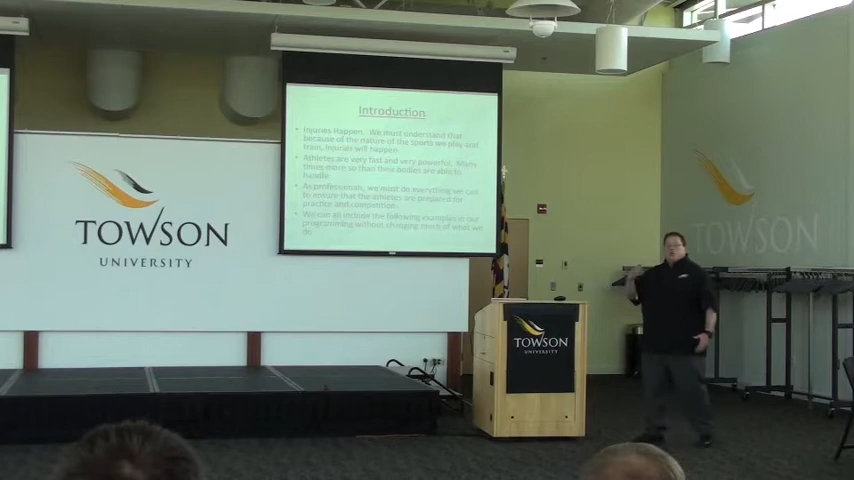 Introduction
• Injuries Happen. We must understand that
because of the nature of the sports we play and
train, injuries will happen.
• Athletes are very fast and very powerful. Many
times more so than their bodies are able to
handle.
• As professionals, we must do everything we can
to ensure that the athletes are prepared for
practice and competition.
• We can all include the following examples in our
programming without changing much of what we
do.
TOWSON
UNIVERSITY
TOWSON
TOWSON
UNIVERSITY